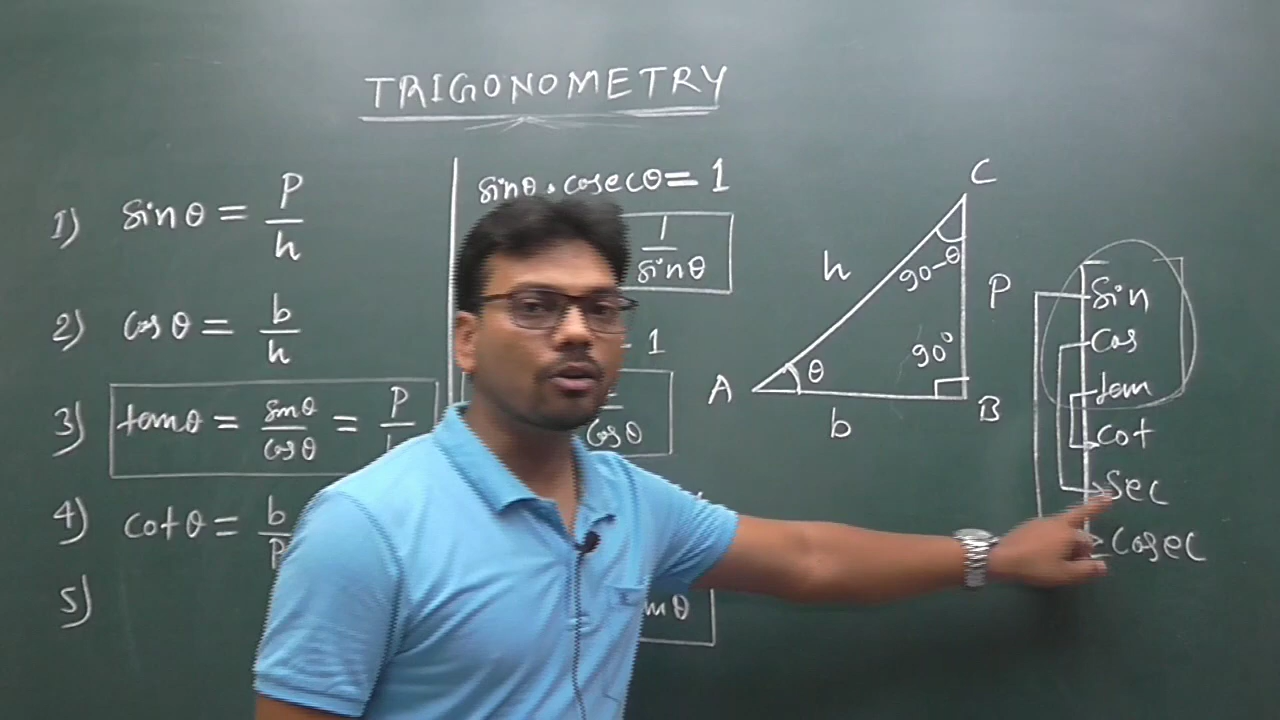 TRIGONOMETRY
1) sinθ = P/h
2) cosθ = b/h
3) tanθ = sinθ/cosθ = P/
4) cotθ = b/P
5)
sinθ . cosecθ = 1
1/sinθ
1
cosθ
θ
C
h
90-θ
P
90°
A
θ
B
b
Sin
Cos
tan
cot
Sec
Cosec